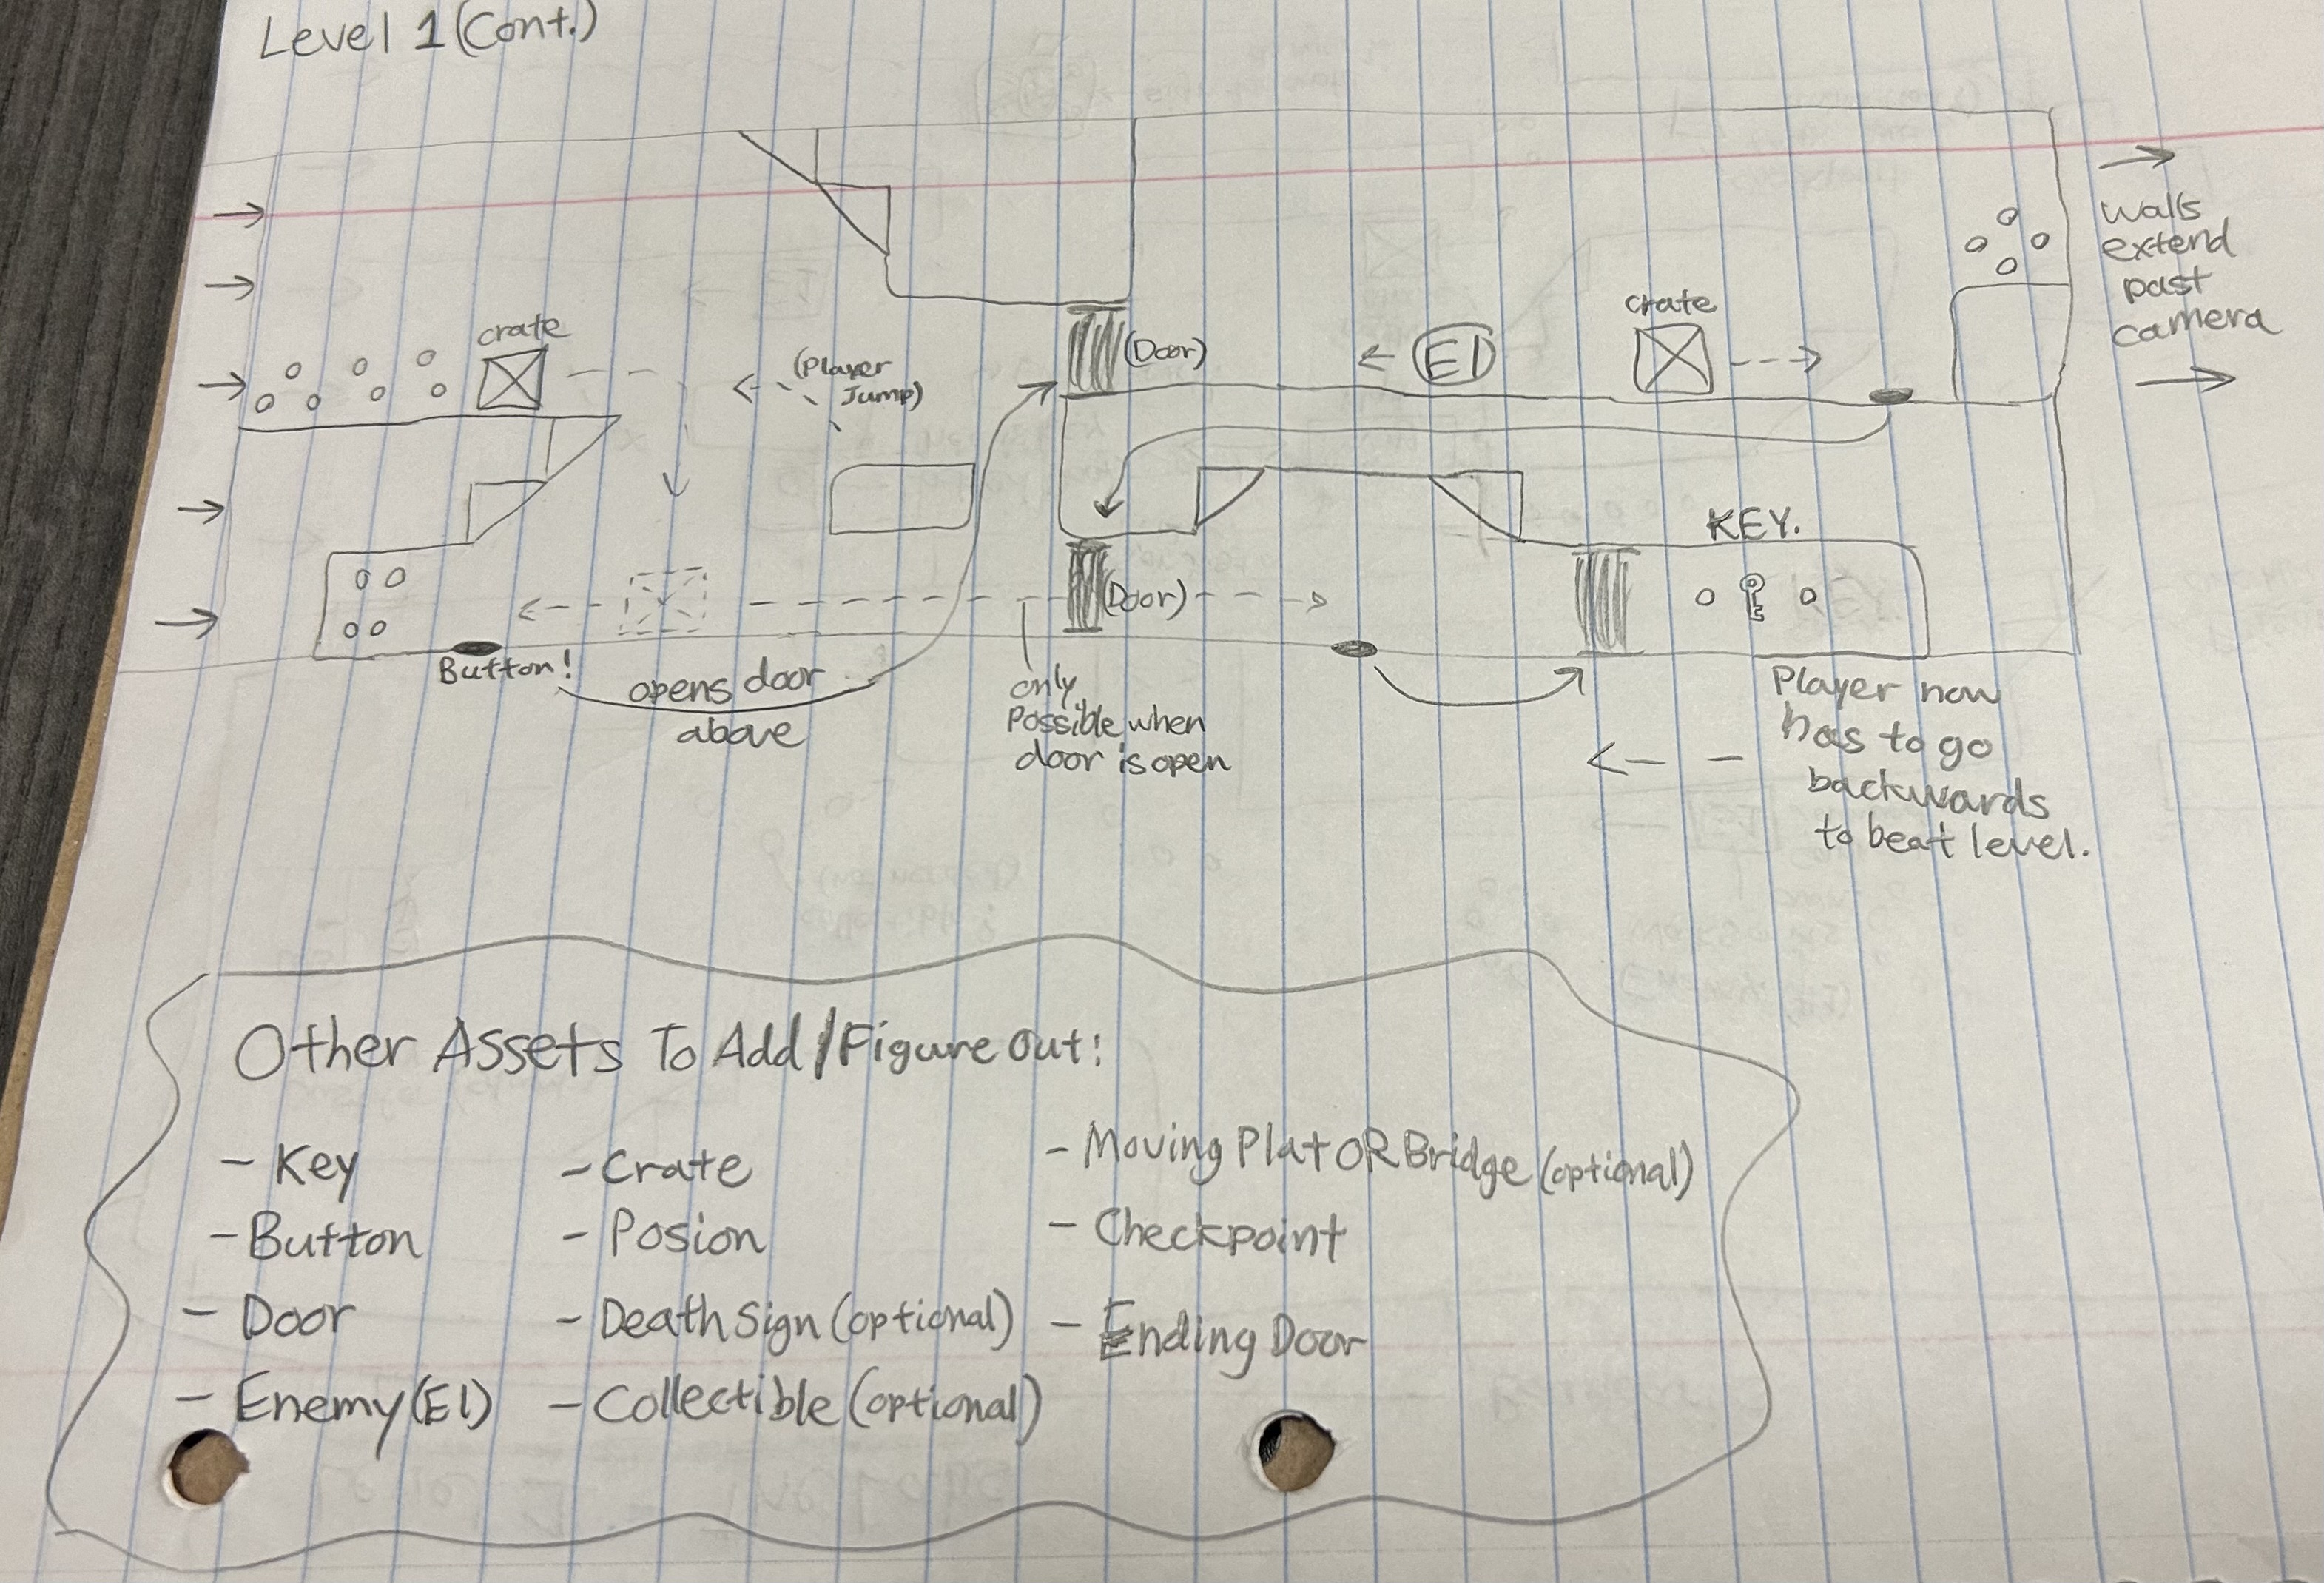 Level 1 (Cont.)
crate
(Player
Jump)
(Door)
E1
crate
walls
extend
past
camera
KEY.
(Door)
Button!
opens door
above
only
possible when
door is open
Player now
has to go
backwards
to beat level.
Other Assets To Add/Figure Out:
- Key
- Button
- Door
- Enemy (E1)
- Crate
- Posion
- Death Sign (optional)
- Collectible (optional)
- Moving Plat OR Bridge (optional)
- Checkpoint
- Ending Door